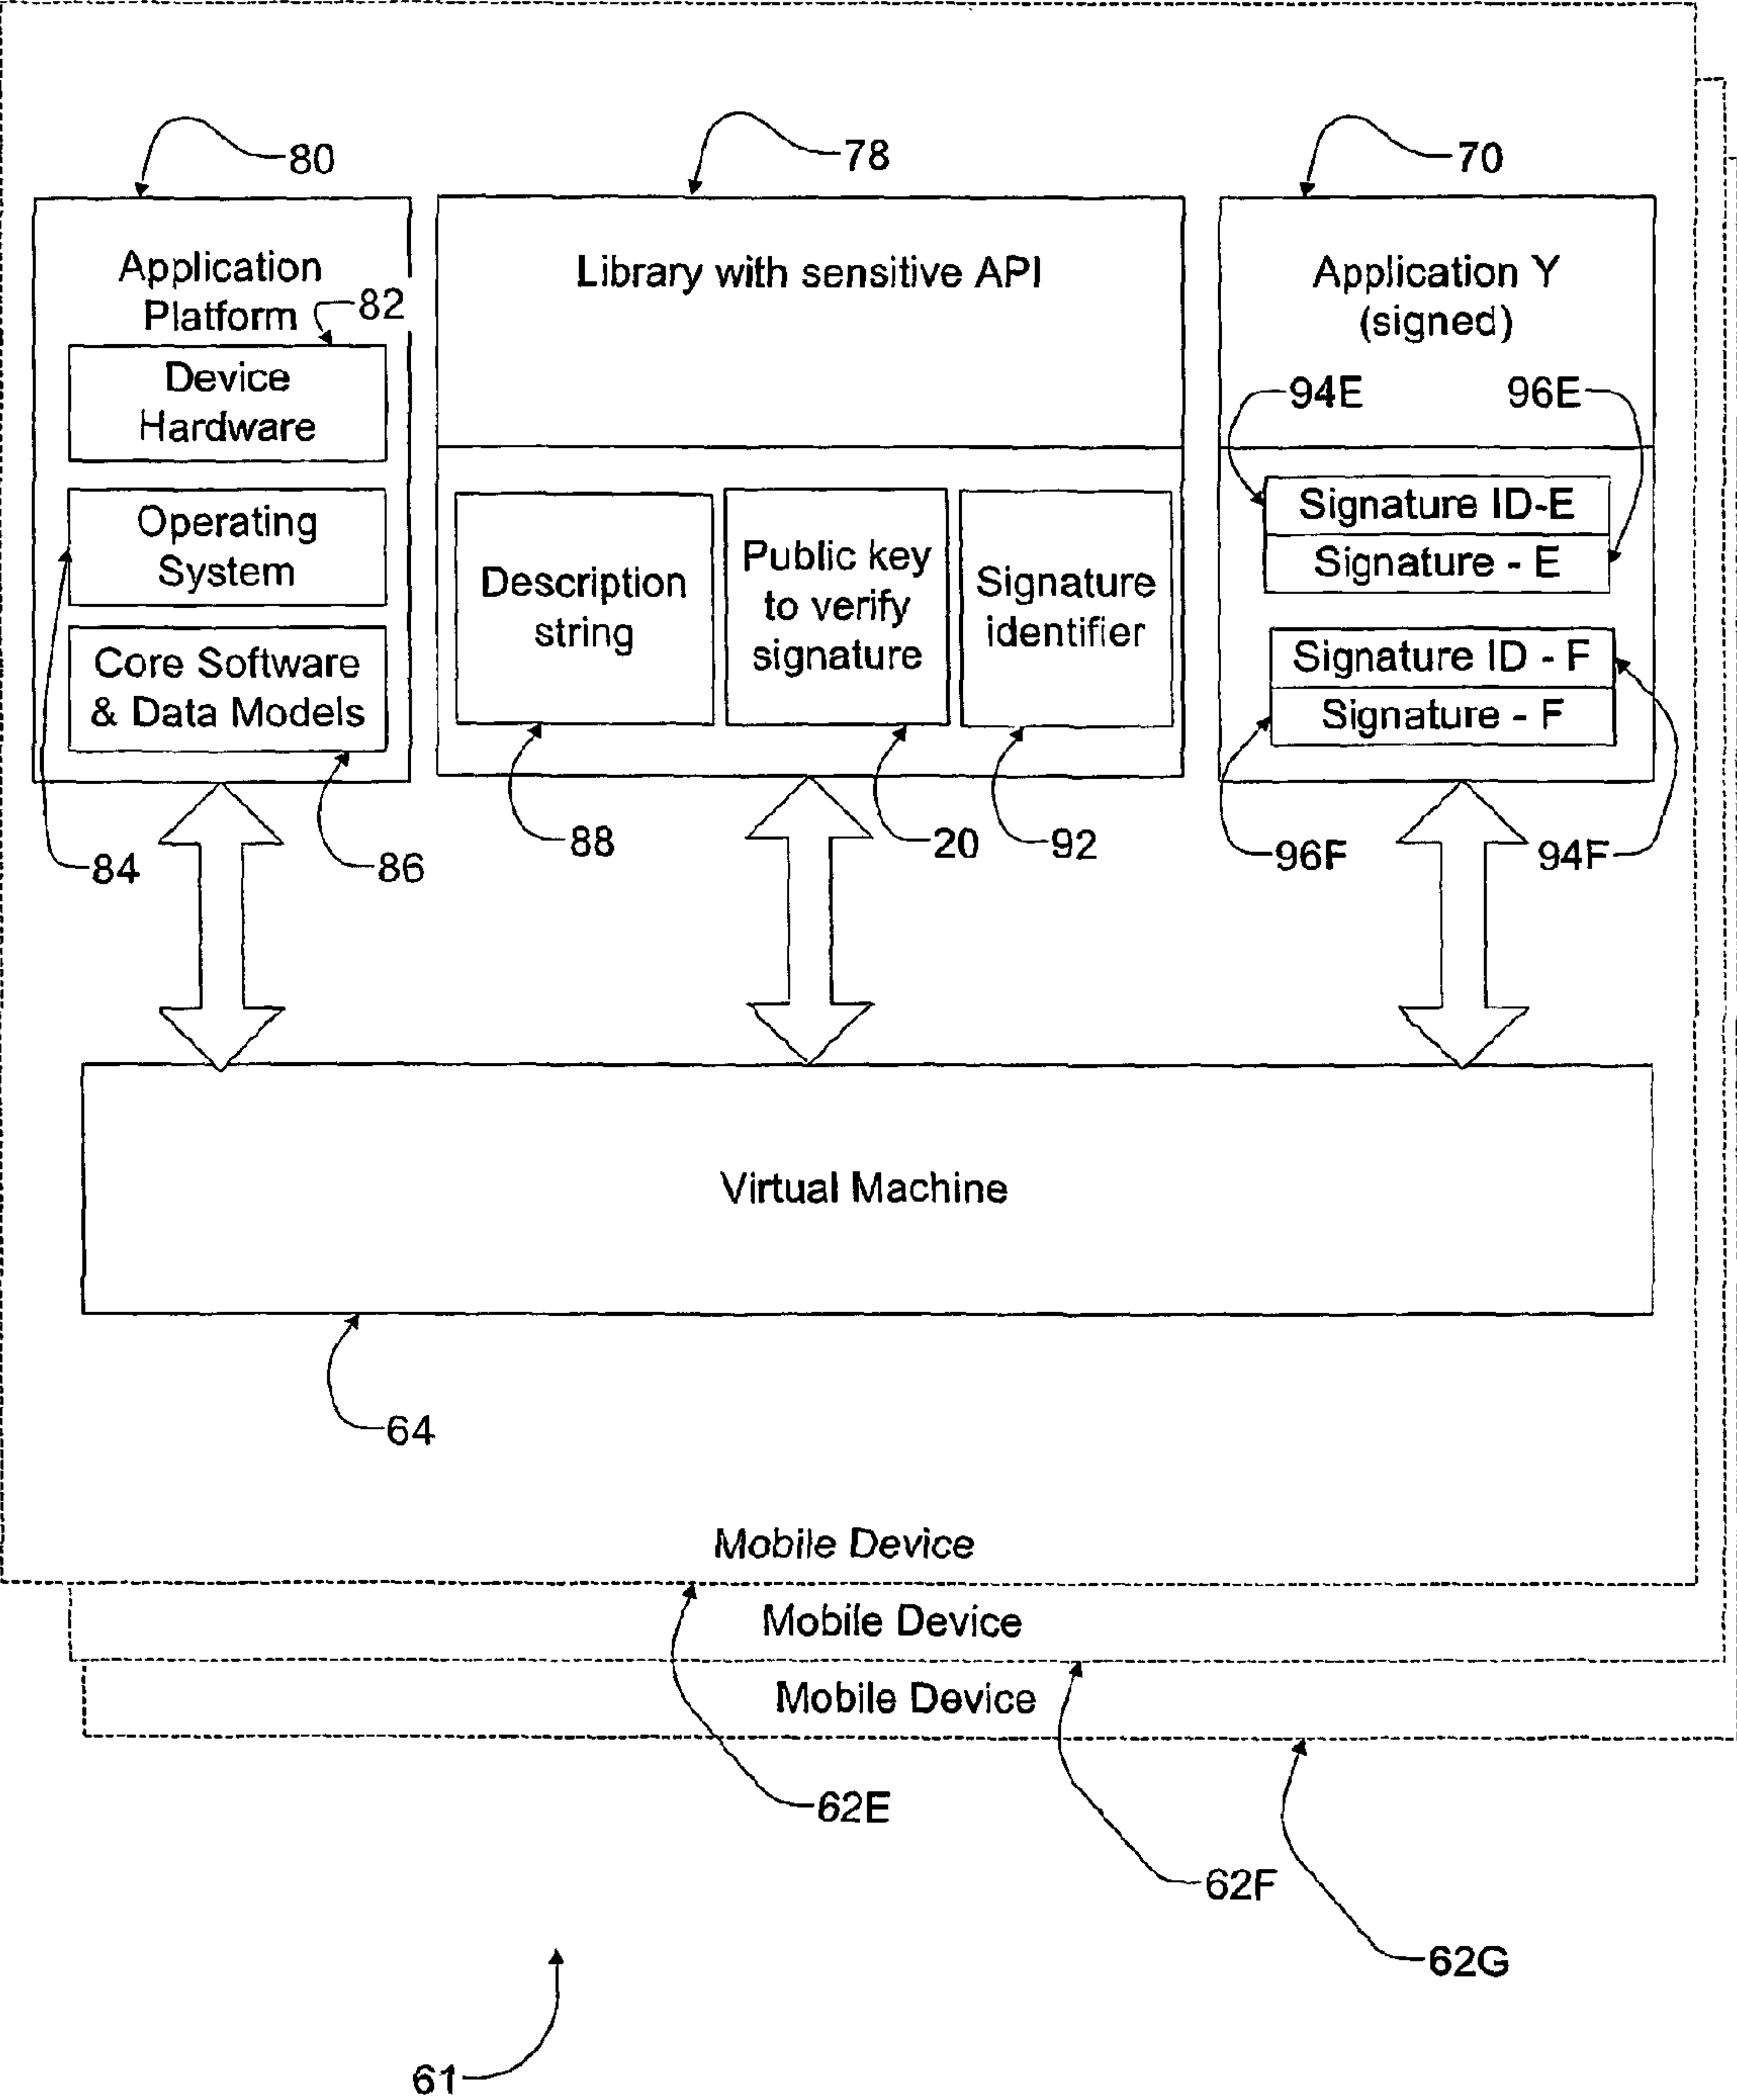 80
78
70
Application
Platform
82
Device
Hardware
Operating
System
Core Software
& Data Models
84
86
Library with sensitive API
Description
string
Public key
to verify
signature
Signature
identifier
88
20
92
Application Y
(signed)
94E
96E
Signature ID-E
Signature - E
Signature ID - F
Signature - F
96F
94F
Virtual Machine
64
Mobile Device
Mobile Device
Mobile Device
62E
62F
62G
61